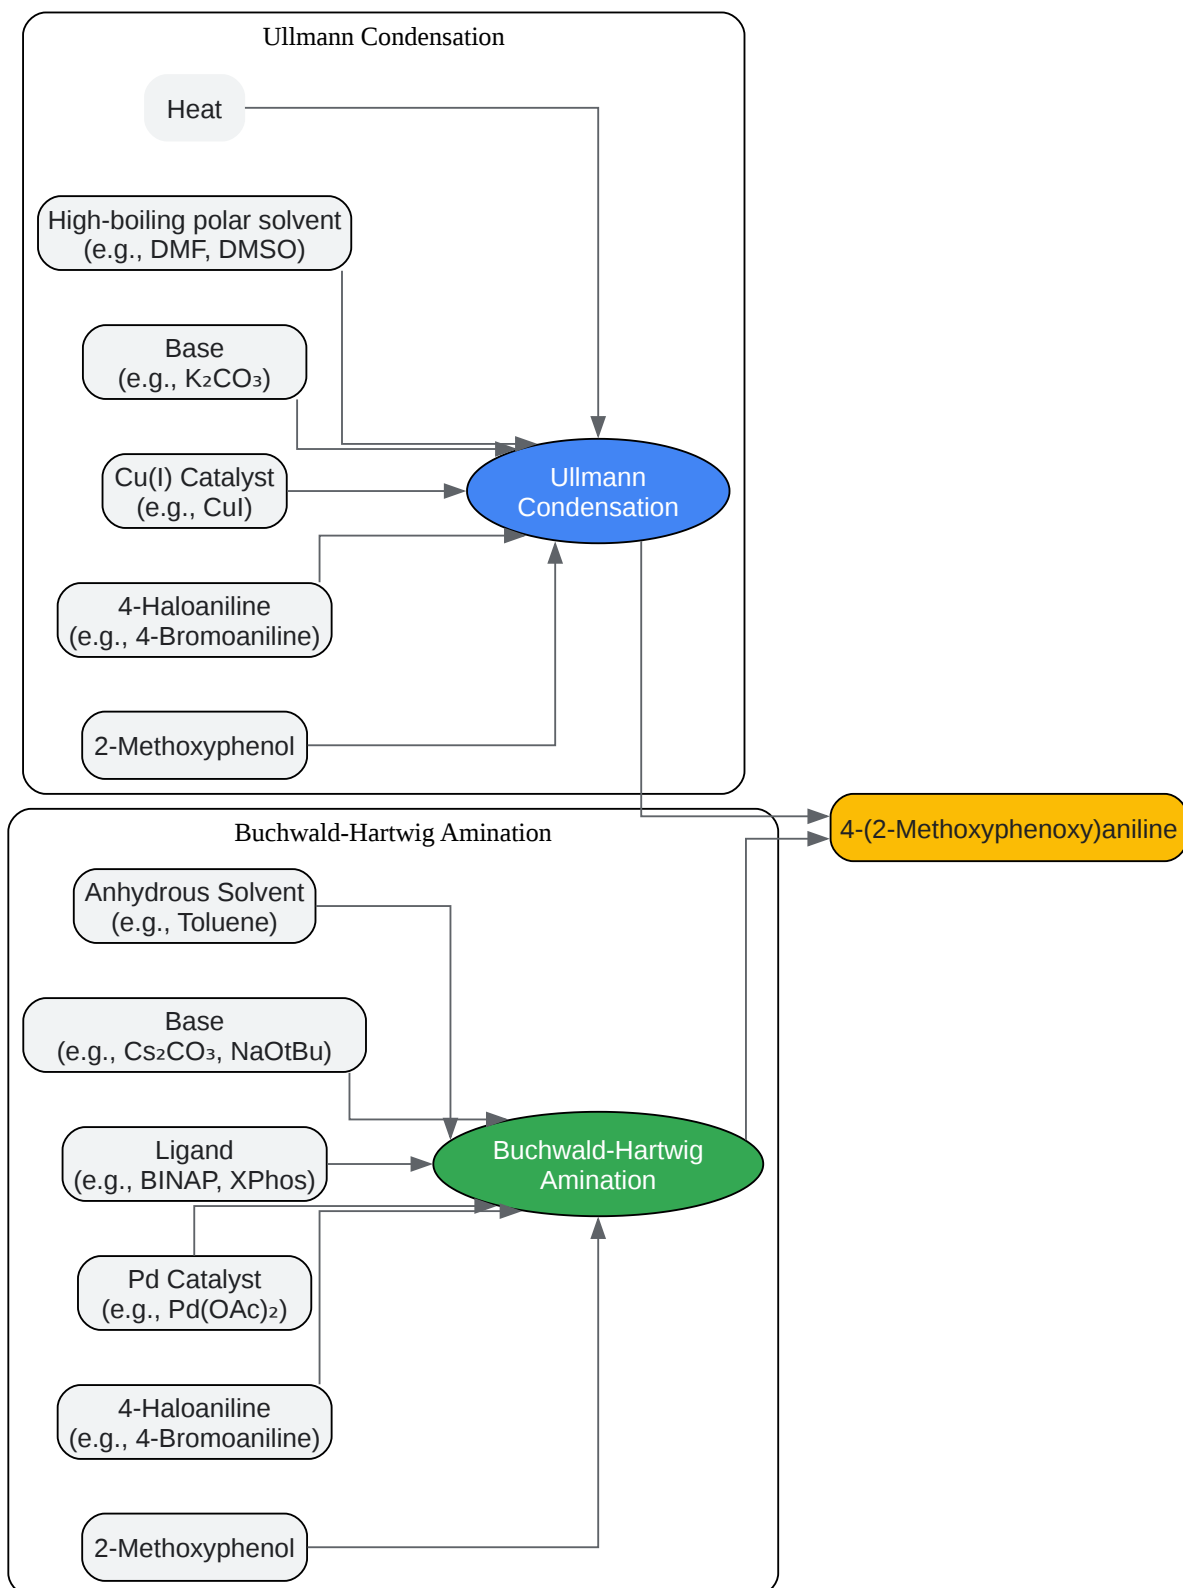 Ullmann Condensation
Heat
High-boiling polar solvent
(e.g., DMF, DMSO)
Base
(e.g., K₂CO₃)
Cu(I) Catalyst
(e.g., CuI)
Ullmann
Condensation
4-Haloaniline
(e.g., 4-Bromoaniline)
2-Methoxyphenol
4-(2-Methoxyphenoxy)aniline
Buchwald-Hartwig Amination
Anhydrous Solvent
(e.g., Toluene)
Base
(e.g., Cs₂CO₃, NaOtBu)
Ligand
(e.g., BINAP, XPhos)
Buchwald-Hartwig
Amination
Pd Catalyst
(e.g., Pd(OAc)₂)
4-Haloaniline
(e.g., 4-Bromoaniline)
2-Methoxyphenol